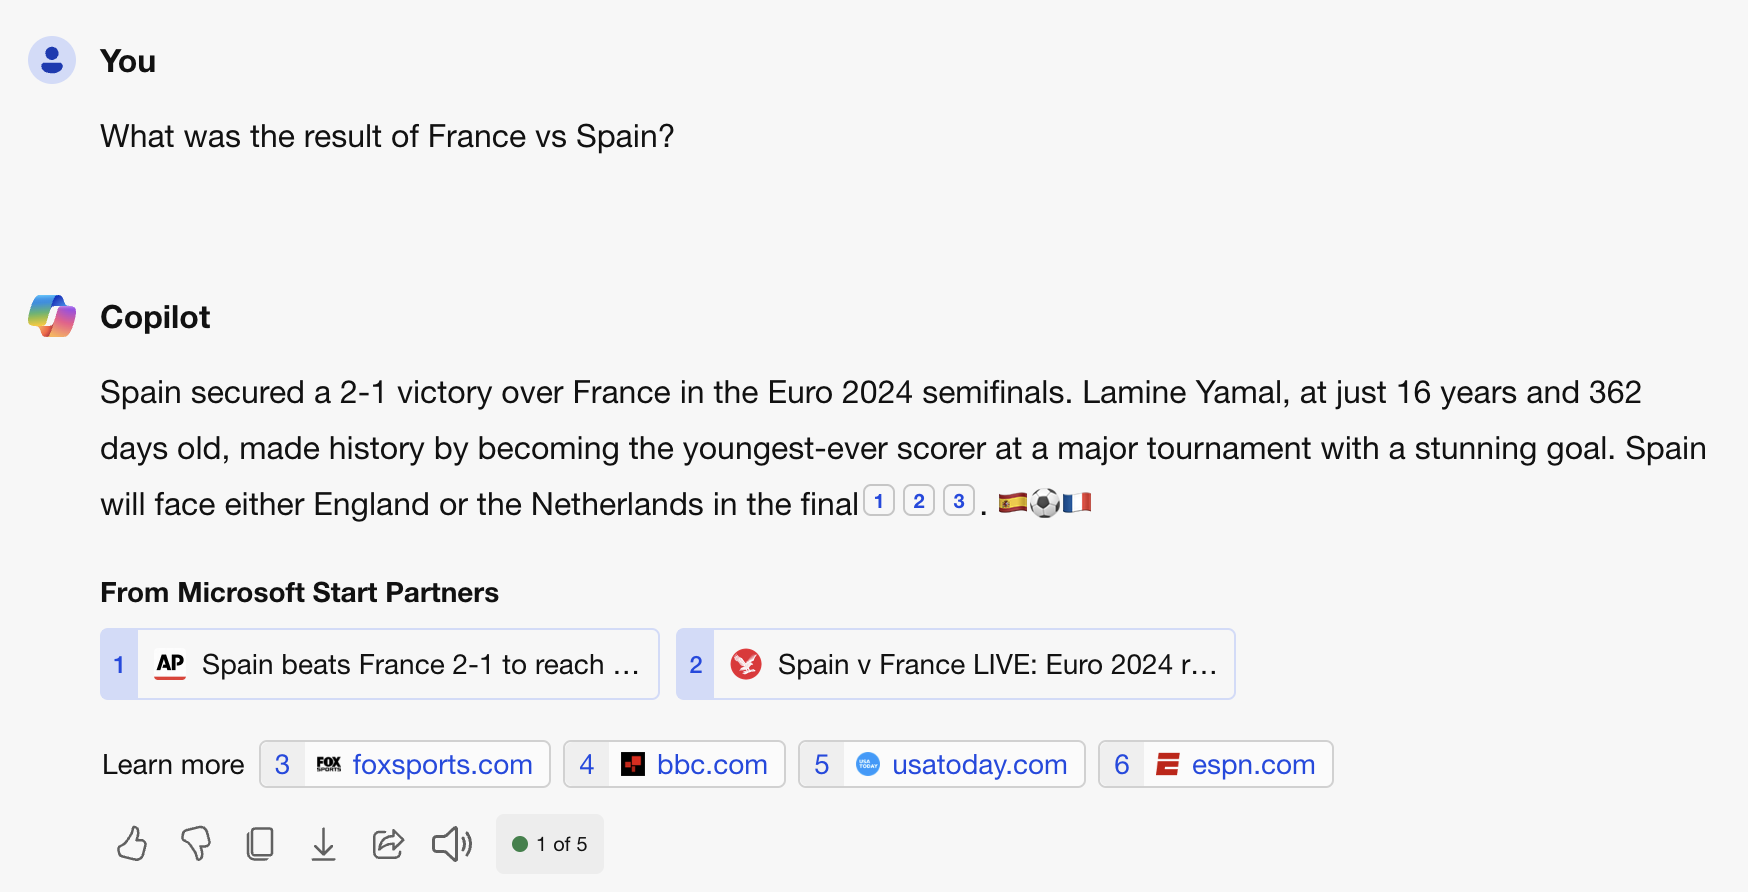 You
What was the result of France vs Spain?
Copilot
Spain secured a 2-1 victory over France in the Euro 2024 semifinals. Lamine Yamal, at just 16 years and 362
days old, made history by becoming the youngest-ever scorer at a major tournament with a stunning goal. Spain
will face either England or the Netherlands in the final 1 2 3 . 🇪🇸⚽🇫🇷
From Microsoft Start Partners
1 AP Spain beats France 2-1 to reach ... 2 Spain v France LIVE: Euro 2024 r...
Learn more 3 FOX SPORTS foxsports.com 4 bbc.com 5 USA TODAY usatoday.com 6 espn.com
1 of 5